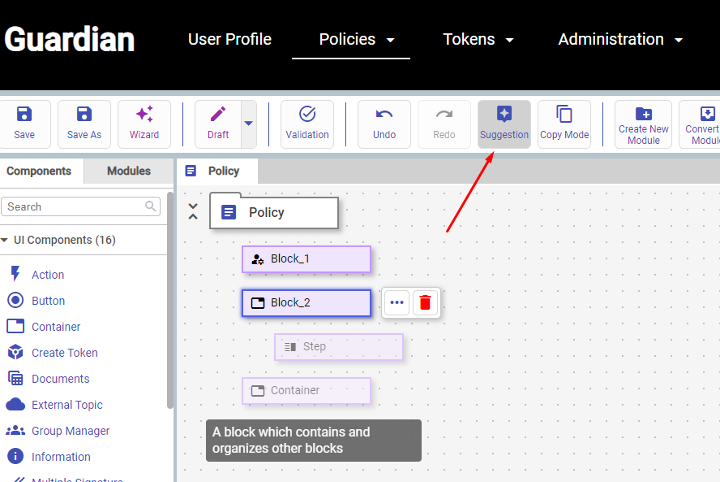 Guardian
User Profile
Policies
Tokens
Administration
Save
Save As
Wizard
Draft
Validation
Undo
Redo
Suggestion
Copy Mode
Create New
Module
Convert
Modul
Components
Modules
Policy
Search
Policy
UI Components (16)
Block_1
Action
Button
Block_2
Container
Step
Create Token
Documents
Container
External Topic
Group Manager
A block which contains and
organizes other blocks
Information
Multiple Signature